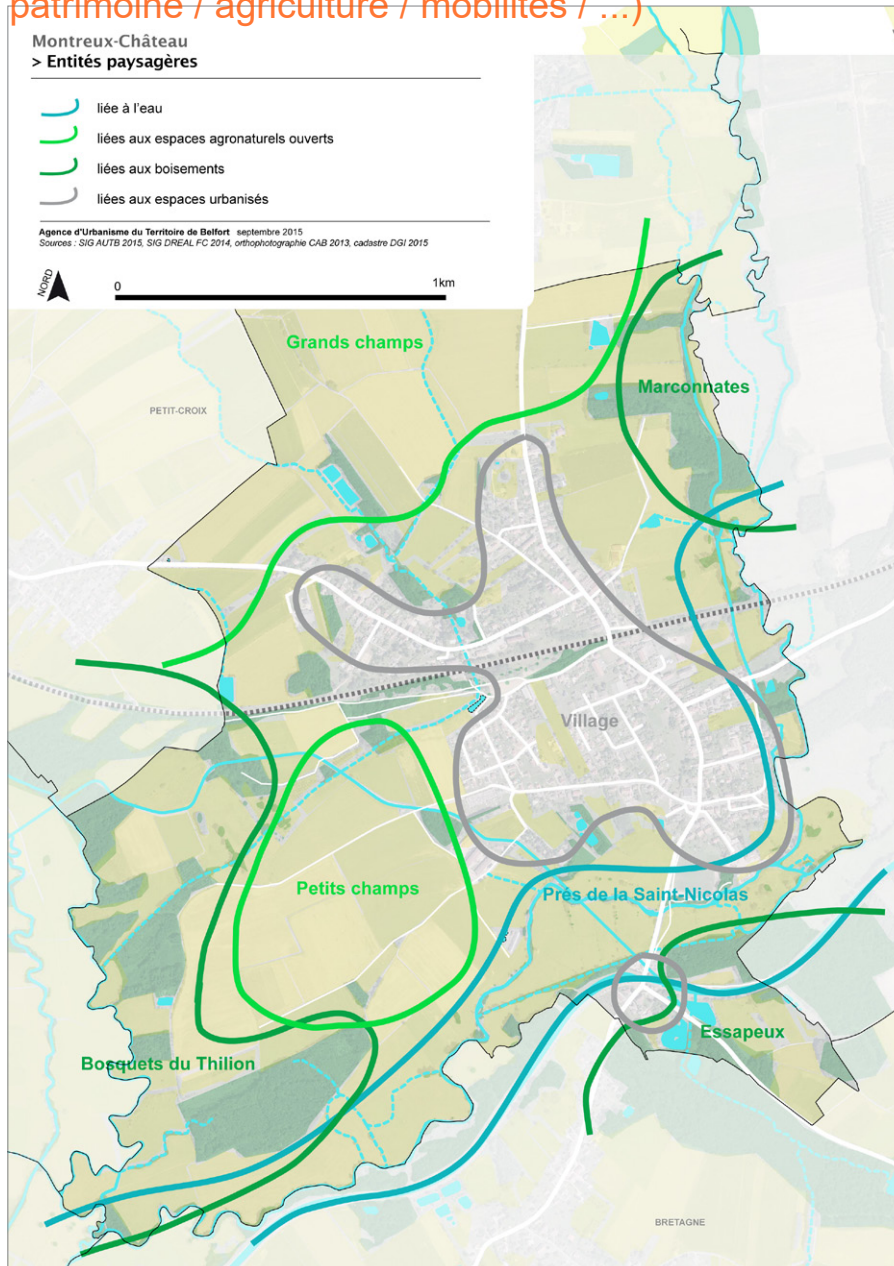 patrimoine / agriculture / mobilités / ...)
Montreux-Château
> Entités paysagères
liée à l'eau
liées aux espaces agronaturels ouverts
liées aux boisements
liées aux espaces urbanisés
Agence d'Urbanisme du Territoire de Belfort septembre 2015
Sources : SIG AUTB 2015, SIG DREAL FC 2014, orthophotographie CAB 2013, cadastre DGI 2015
NORD
0 1km
Grands champs
Marconnates
PETIT-CROIX
Village
Petits champs
Prés de la Saint-Nicolas
Essapeux
Bosquets du Thilion
BRETAGNE